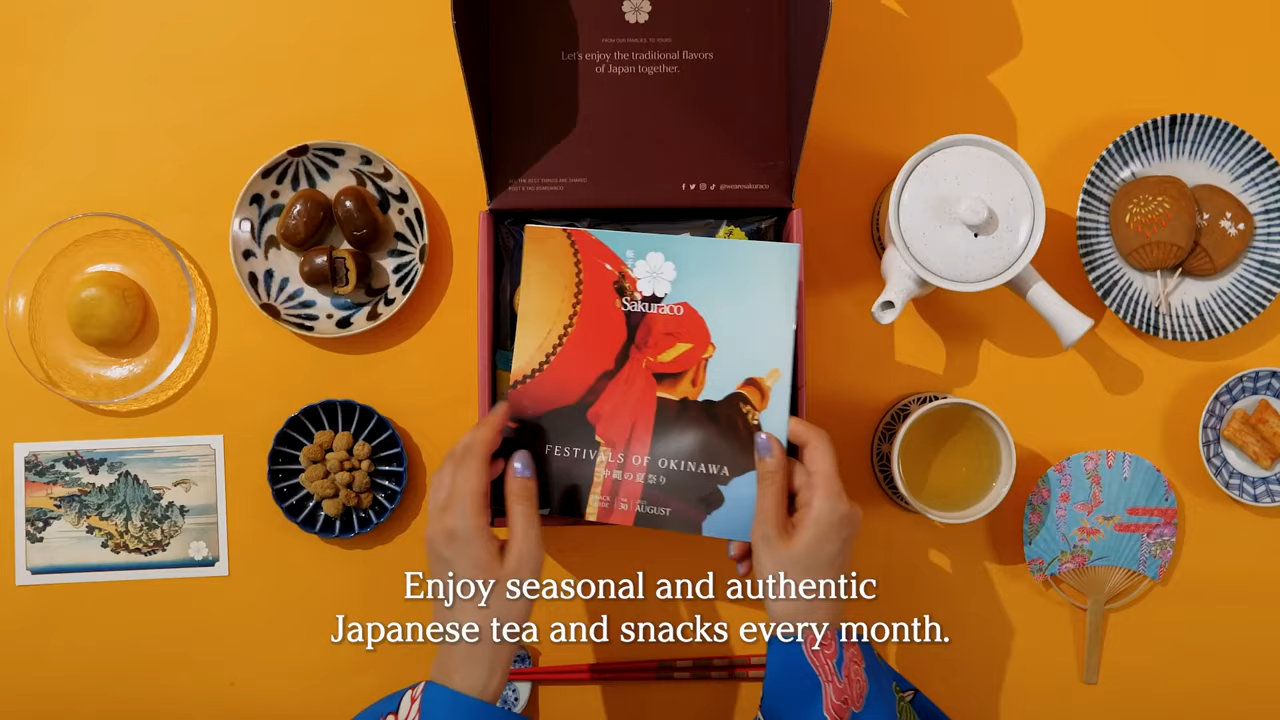 FROM OUR FAMILIES, TO YOURS
Let's enjoy the traditional flavors
of Japan together.
@wearesakuraco
Sakuraco
FESTIVALS OF OKINAWA
沖縄の夏祭り
30
AUGUST
Enjoy seasonal and authentic
Japanese tea and snacks every month.